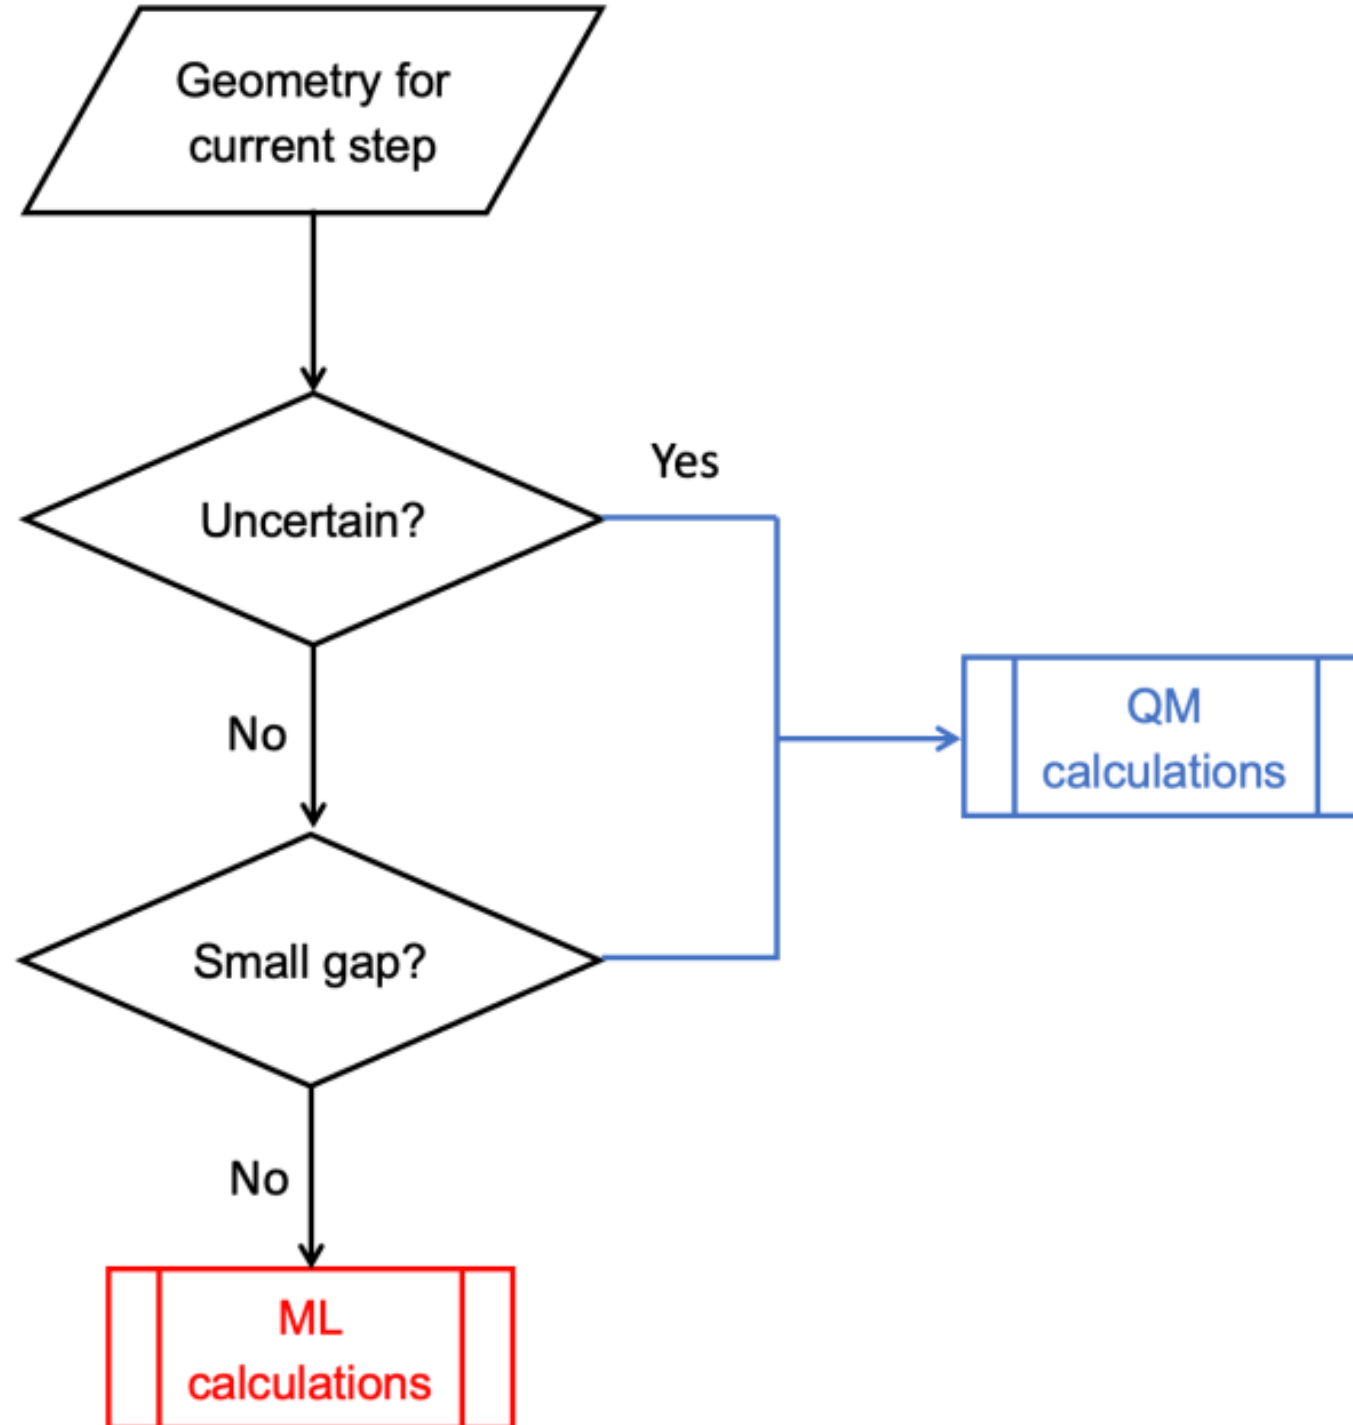 Geometry for
current step
Uncertain?
Yes
No
QM
calculations
Small gap?
No
ML
calculations